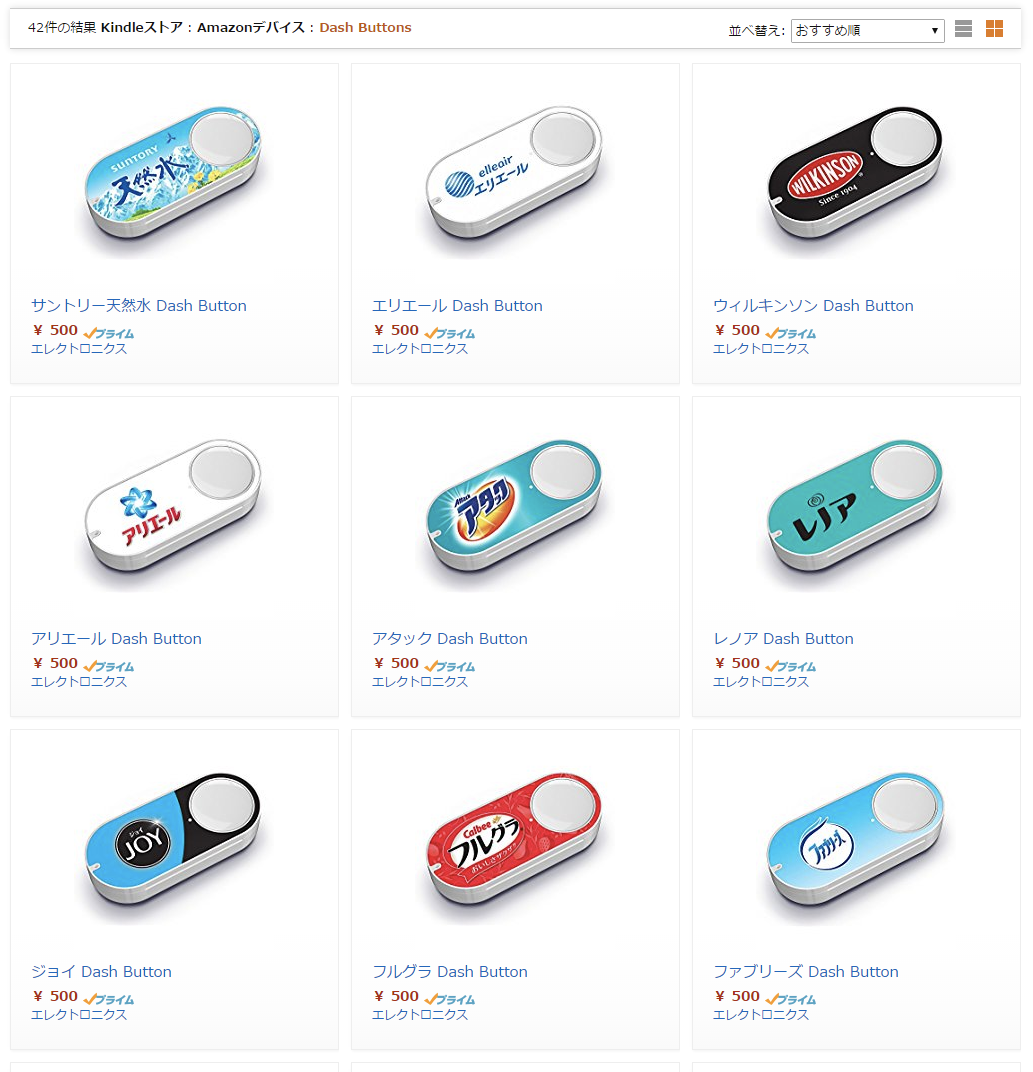 42件の結果 Kindleストア : Amazonデバイス : Dash Buttons
並べ替え: おすすめ順
SUNTORY
天然水
elleair
エリエール
WILKINSON
Since 1904
サントリー天然水 Dash Button
エリエール Dash Button
ウィルキンソン Dash Button
¥ 500 プライム
¥ 500 プライム
¥ 500 プライム
エレクトロニクス
エレクトロニクス
エレクトロニクス
アリエール
Attack
アタック
レノア
アリエール Dash Button
アタック Dash Button
レノア Dash Button
¥ 500 プライム
¥ 500 プライム
¥ 500 プライム
エレクトロニクス
エレクトロニクス
エレクトロニクス
ジョイ
JOY
Calbee
フルグラ
おいしさザクザク
ファブリーズ
ジョイ Dash Button
フルグラ Dash Button
ファブリーズ Dash Button
¥ 500 プライム
¥ 500 プライム
¥ 500 プライム
エレクトロニクス
エレクトロニクス
エレクトロニクス